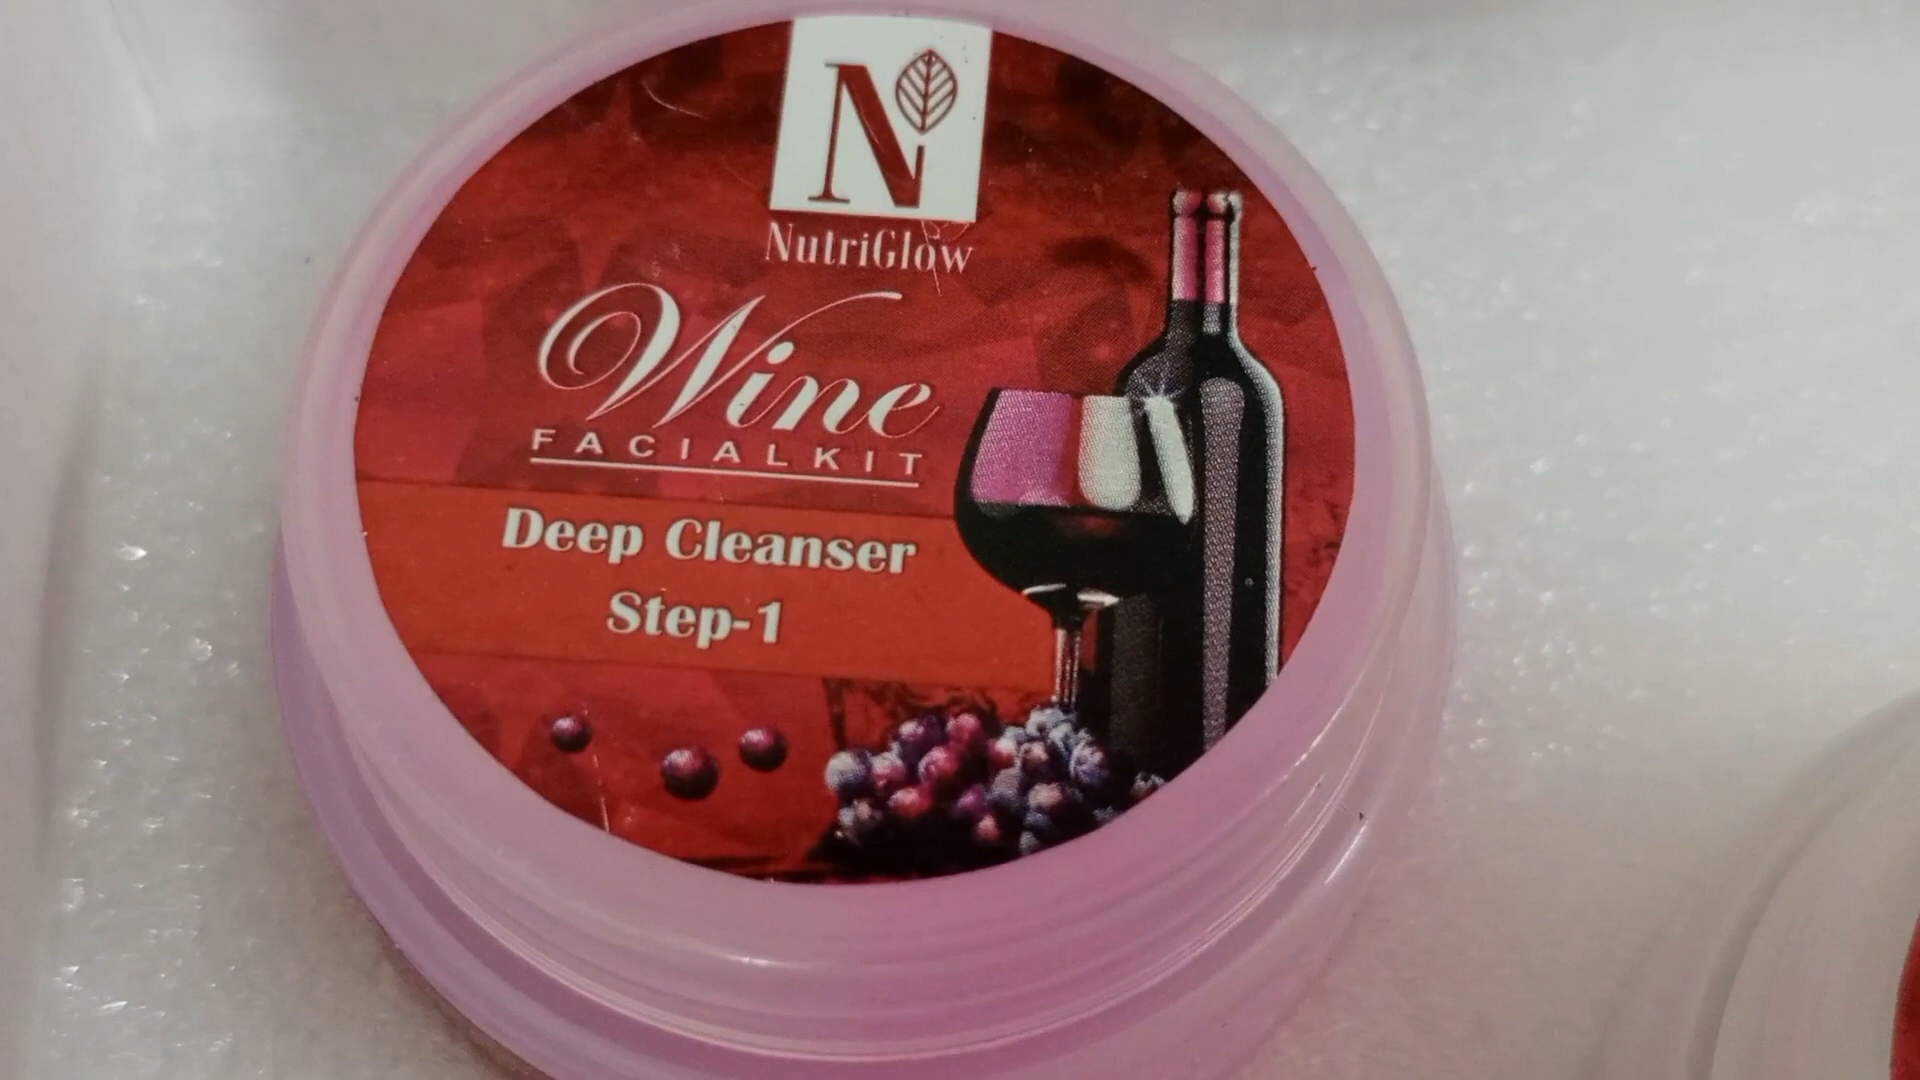 N
NutriGlow
Wine
FACIALKIT
Deep Cleanser
Step-1